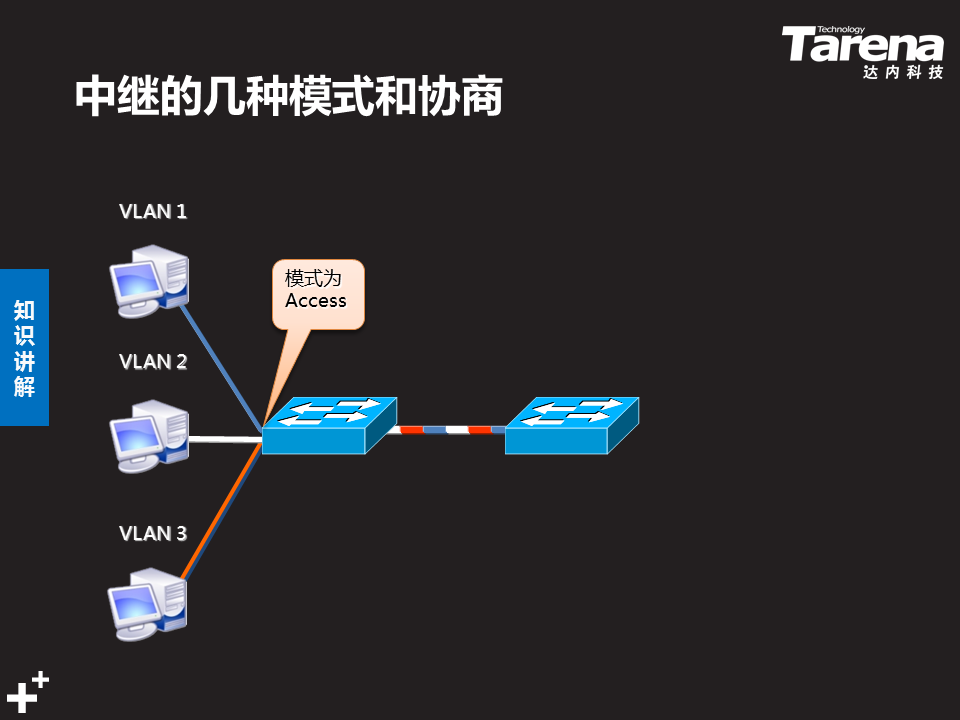 Technology
Tarena
达内科技
中继的几种模式和协商
VLAN 1
模式为
Access
知识讲解
VLAN 2
VLAN 3